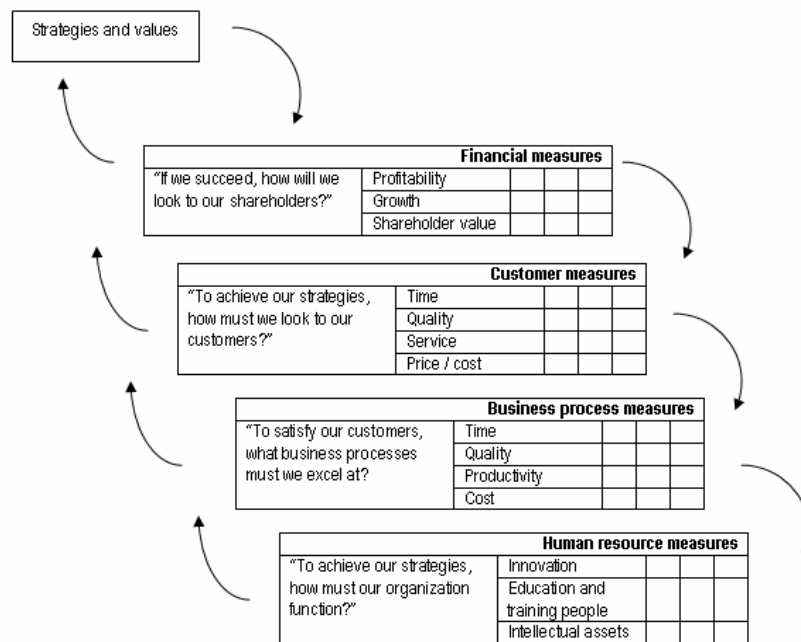 Strategies and values
Financial measures
“If we succeed, how will we
look to our shareholders?”
Profitability
Growth
Shareholder value
Customer measures
“To achieve our strategies,
how must we look to our
customers?”
Time
Quality
Service
Price / cost
Business process measures
“To satisfy our customers,
what business processes
must we excel at?
Time
Quality
Productivity
Cost
Human resource measures
“To achieve our strategies,
how must our organization
function?”
Innovation
Education and
training people
Intellectual assets